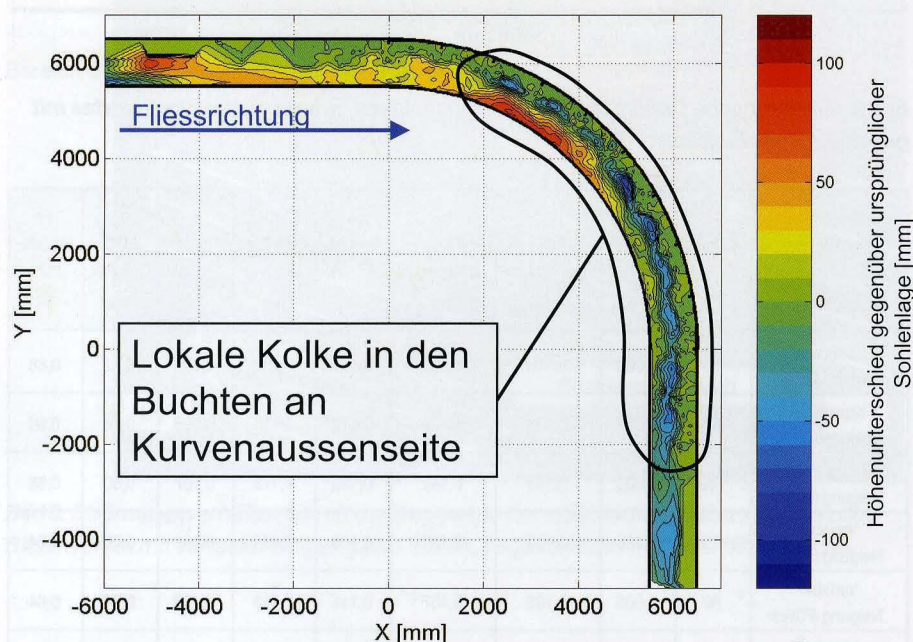 6000
4000
2000
0
-2000
-4000
Y [mm]
Fliessrichtung
Lokale Kolke in den
Buchten an
Kurvenaussenseite
-6000 -4000 -2000 0 2000 4000 6000
X [mm]
100
50
0
-50
-100
Höhenunterschied gegenüber ursprünglicher
Sohlenlage [mm]